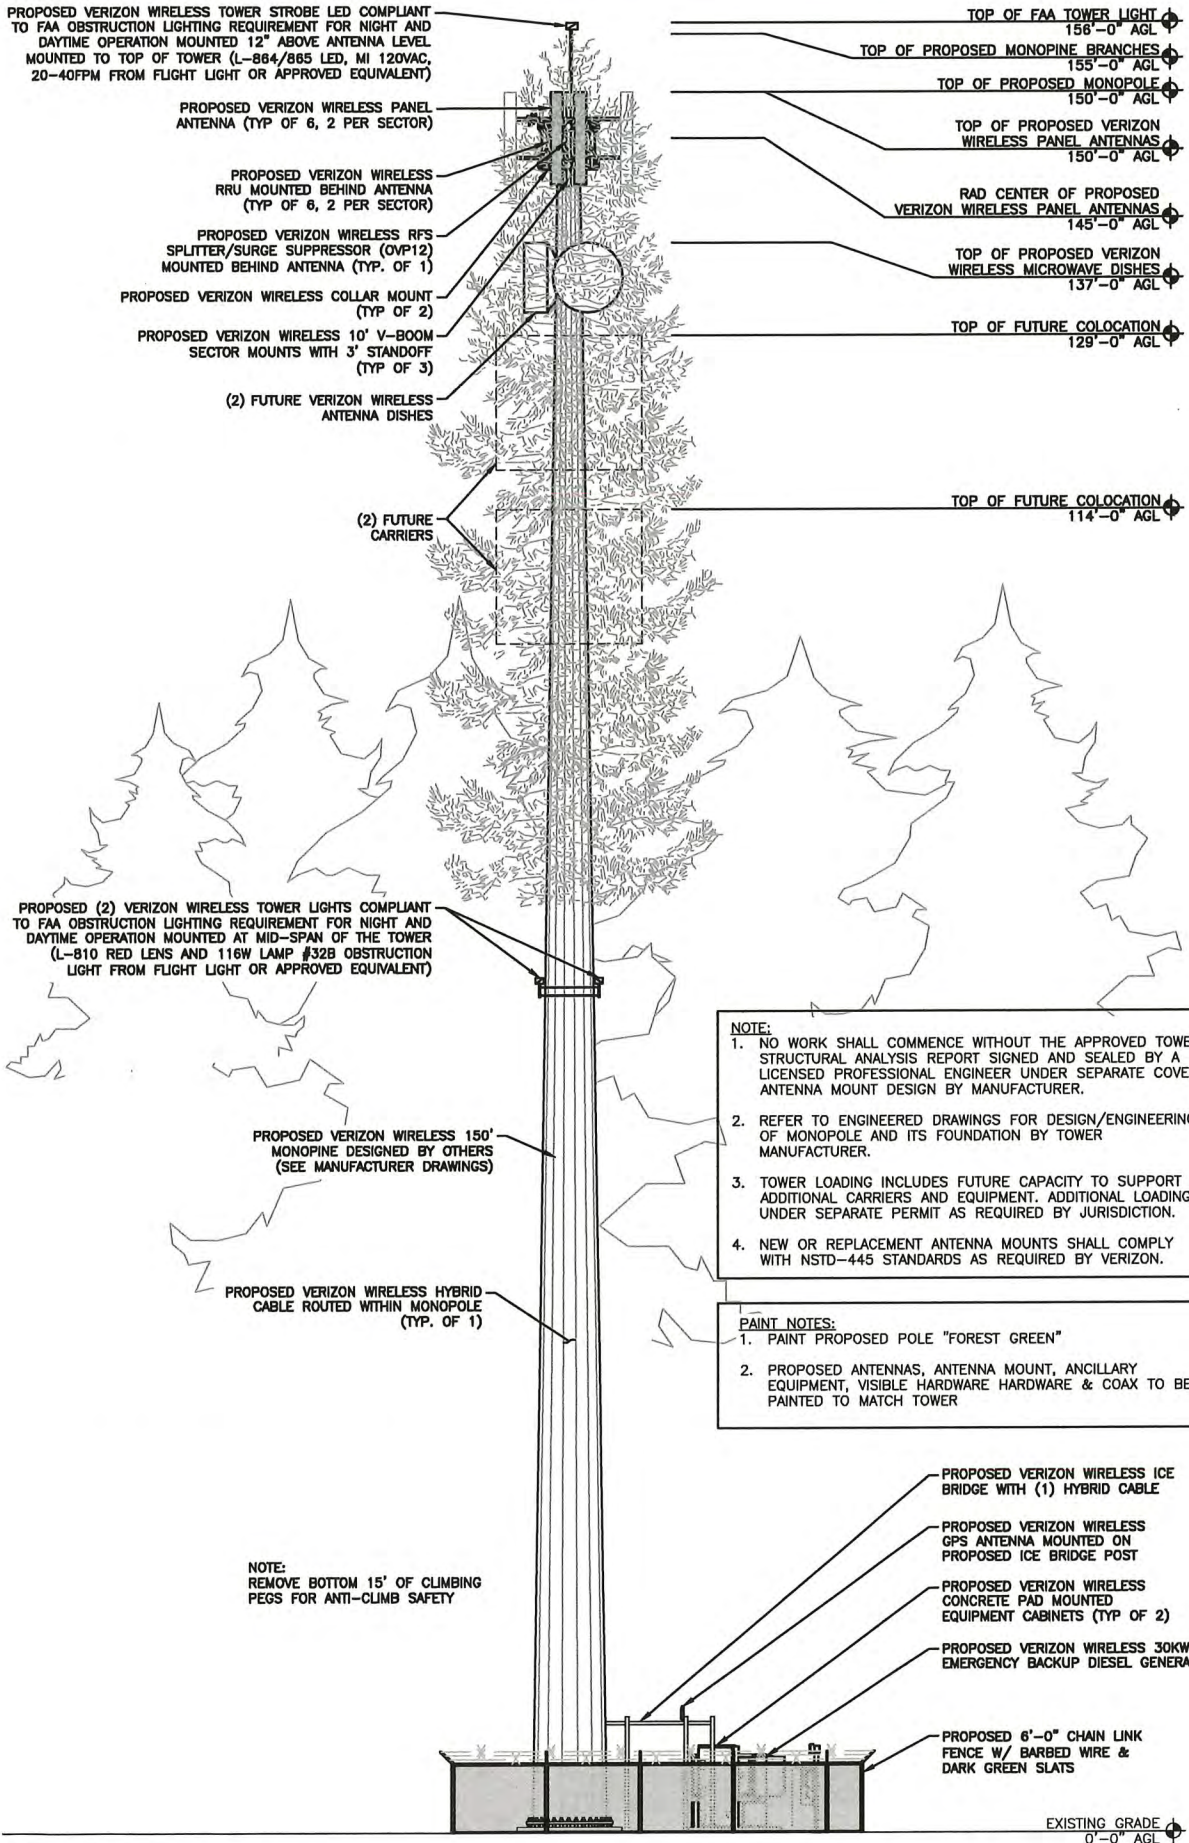 PROPOSED VERIZON WIRELESS TOWER STROBE LED COMPLIANT
TO FAA OBSTRUCTION LIGHTING REQUIREMENT FOR NIGHT AND
DAYTIME OPERATION MOUNTED 12" ABOVE ANTENNA LEVEL
MOUNTED TO TOP OF TOWER (L-864/865 LED, MI 120VAC,
20-40FPM FROM FLIGHT LIGHT OR APPROVED EQUIVALENT)
PROPOSED VERIZON WIRELESS PANEL
ANTENNA (TYP OF 6, 2 PER SECTOR)
PROPOSED VERIZON WIRELESS
RRU MOUNTED BEHIND ANTENNA
(TYP OF 6, 2 PER SECTOR)
PROPOSED VERIZON WIRELESS RFS
SPLITTER/SURGE SUPPRESSOR (OVP12)
MOUNTED BEHIND ANTENNA (TYP. OF 1)
PROPOSED VERIZON WIRELESS COLLAR MOUNT
(TYP OF 2)
PROPOSED VERIZON WIRELESS 10' V-BOOM
SECTOR MOUNTS WITH 3' STANDOFF
(TYP OF 3)
(2) FUTURE VERIZON WIRELESS
ANTENNA DISHES
(2) FUTURE
CARRIERS
TOP OF FAA TOWER LIGHT
156'-0" AGL
TOP OF PROPOSED MONOPINE BRANCHES
155'-0" AGL
TOP OF PROPOSED MONOPOLE
150'-0" AGL
TOP OF PROPOSED VERIZON
WIRELESS PANEL ANTENNAS
150'-0" AGL
RAD CENTER OF PROPOSED
VERIZON WIRELESS PANEL ANTENNAS
145'-0" AGL
TOP OF PROPOSED VERIZON
WIRELESS MICROWAVE DISHES
137'-0" AGL
TOP OF FUTURE COLOCATION
129'-0" AGL
TOP OF FUTURE COLOCATION
114'-0" AGL
PROPOSED (2) VERIZON WIRELESS TOWER LIGHTS COMPLIANT
TO FAA OBSTRUCTION LIGHTING REQUIREMENT FOR NIGHT AND
DAYTIME OPERATION MOUNTED AT MID-SPAN OF THE TOWER
(L-810 RED LENS AND 116W LAMP #32B OBSTRUCTION
LIGHT FROM FLIGHT LIGHT OR APPROVED EQUIVALENT)
NOTE:
1. NO WORK SHALL COMMENCE WITHOUT THE APPROVED TOWE
STRUCTURAL ANALYSIS REPORT SIGNED AND SEALED BY A
LICENSED PROFESSIONAL ENGINEER UNDER SEPARATE COVE
ANTENNA MOUNT DESIGN BY MANUFACTURER.
2. REFER TO ENGINEERED DRAWINGS FOR DESIGN/ENGINEERING
OF MONOPOLE AND ITS FOUNDATION BY TOWER
MANUFACTURER.
3. TOWER LOADING INCLUDES FUTURE CAPACITY TO SUPPORT
ADDITIONAL CARRIERS AND EQUIPMENT. ADDITIONAL LOADING
UNDER SEPARATE PERMIT AS REQUIRED BY JURISDICTION.
4. NEW OR REPLACEMENT ANTENNA MOUNTS SHALL COMPLY
WITH NSTD-445 STANDARDS AS REQUIRED BY VERIZON.
PROPOSED VERIZON WIRELESS 150'
MONOPINE DESIGNED BY OTHERS
(SEE MANUFACTURER DRAWINGS)
PROPOSED VERIZON WIRELESS HYBRID
CABLE ROUTED WITHIN MONOPOLE
(TYP. OF 1)
PAINT NOTES:
1. PAINT PROPOSED POLE "FOREST GREEN"
2. PROPOSED ANTENNAS, ANTENNA MOUNT, ANCILLARY
EQUIPMENT, VISIBLE HARDWARE HARDWARE & COAX TO BE
PAINTED TO MATCH TOWER
NOTE:
REMOVE BOTTOM 15' OF CLIMBING
PEGS FOR ANTI-CLIMB SAFETY
PROPOSED VERIZON WIRELESS ICE
BRIDGE WITH (1) HYBRID CABLE
PROPOSED VERIZON WIRELESS
GPS ANTENNA MOUNTED ON
PROPOSED ICE BRIDGE POST
PROPOSED VERIZON WIRELESS
CONCRETE PAD MOUNTED
EQUIPMENT CABINETS (TYP OF 2)
PROPOSED VERIZON WIRELESS 30KW
EMERGENCY BACKUP DIESEL GENERA
PROPOSED 6'-0" CHAIN LINK
FENCE W/ BARBED WIRE &
DARK GREEN SLATS
EXISTING GRADE
0'-0" AGL